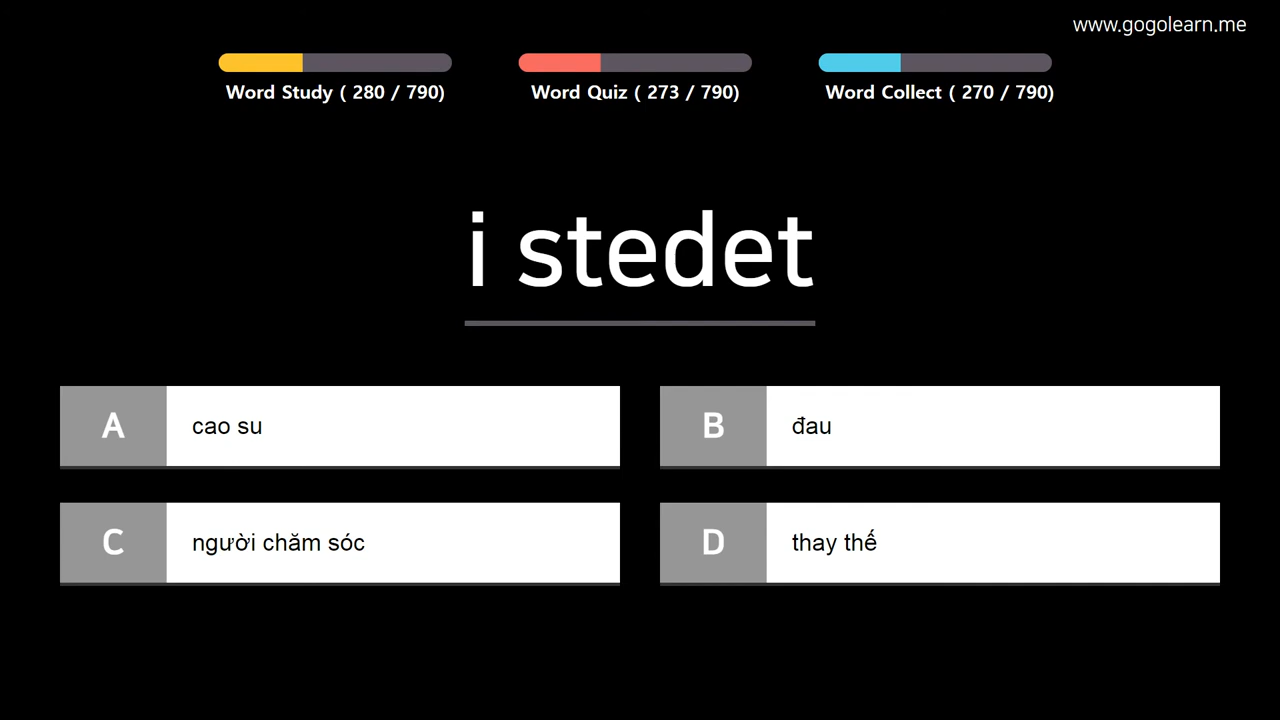 www.gogolearn.me
Word Study ( 280 / 790)
Word Quiz ( 273 / 790)
Word Collect ( 270 / 790)
i stedet
A cao su
B đau
C người chăm sóc
D thay thế